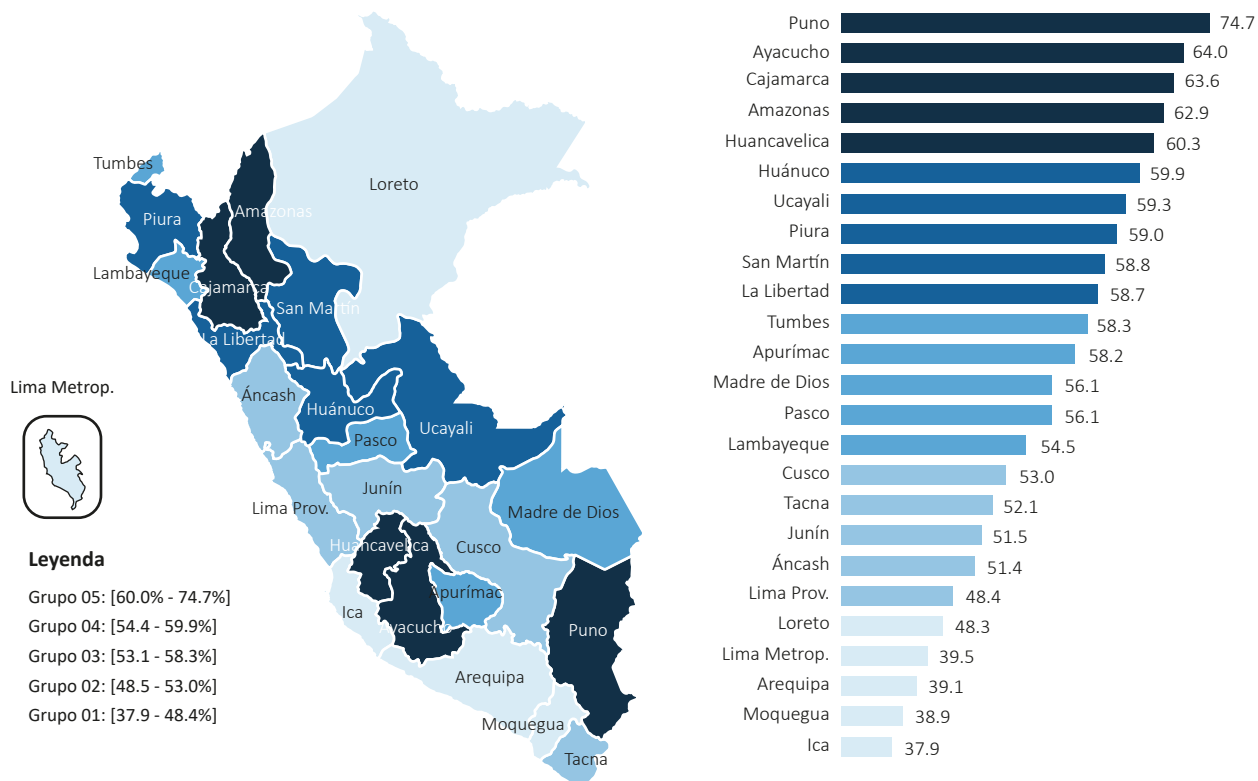 Tumbes
Piura
Amazonas
Loreto
Lambayeque
Cajamarca
San Martín
La Libertad
Áncash
Huánuco
Ucayali
Pasco
Lima Metrop.
Junín
Lima Prov.
Madre de Dios
Huancavelica
Cusco
Ica
Apurímac
Ayacucho
Puno
Arequipa
Moquegua
Tacna
Leyenda
Grupo 05: [60.0% - 74.7%]
Grupo 04: [54.4 - 59.9%]
Grupo 03: [53.1 - 58.3%]
Grupo 02: [48.5 - 53.0%]
Grupo 01: [37.9 - 48.4%]
Puno 74.7
Ayacucho 64.0
Cajamarca 63.6
Amazonas 62.9
Huancavelica 60.3
Huánuco 59.9
Ucayali 59.3
Piura 59.0
San Martín 58.8
La Libertad 58.7
Tumbes 58.3
Apurímac 58.2
Madre de Dios 56.1
Pasco 56.1
Lambayeque 54.5
Cusco 53.0
Tacna 52.1
Junín 51.5
Áncash 51.4
Lima Prov. 48.4
Loreto 48.3
Lima Metrop. 39.5
Arequipa 39.1
Moquegua 38.9
Ica 37.9